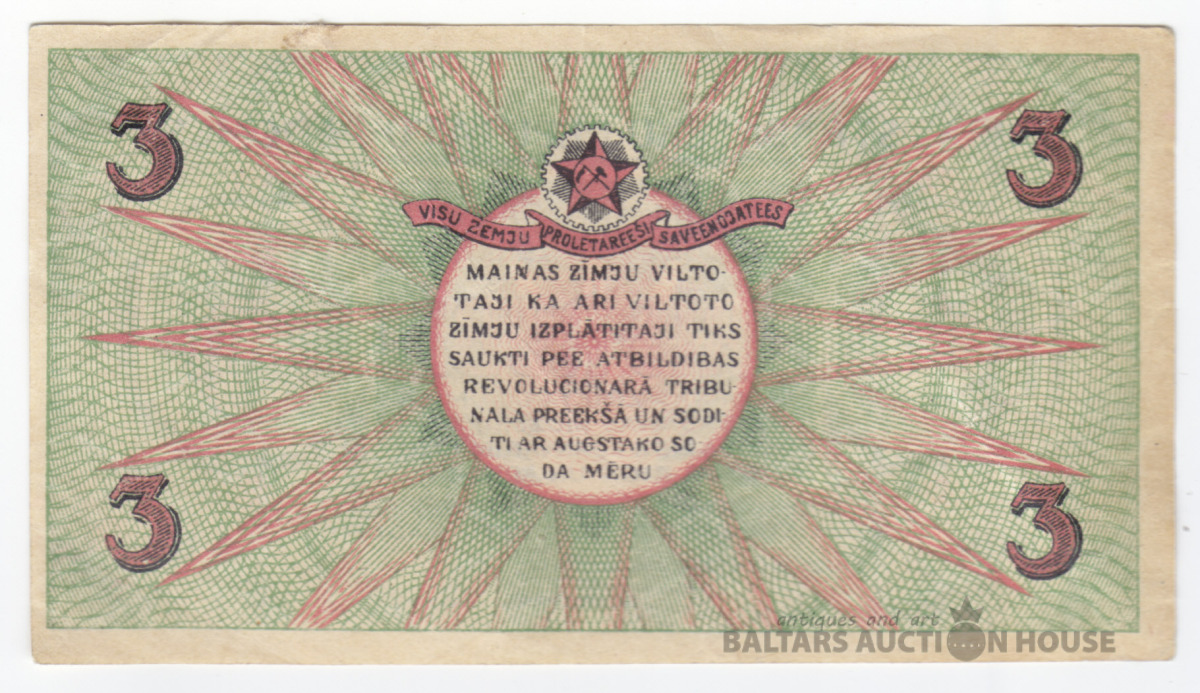 3
3
VISU ZEMJU PROLETAREEŠI SAVEENOJATEES
MAIŅAS ZĪMJU VILTO-
TAJI KA ARI VILTOTO
ZĪMJU IZPLĀTITAJI TIKS
SAUKTI PEE ATBILDIBAS
REVOLUCIONARĀ TRIBU-
NALA PREEKŠĀ UN SODI-
TI AR AUGSTAKO SO
DA MĒRU
3
3
antiques and art
BALTARS AUCTION HOUSE